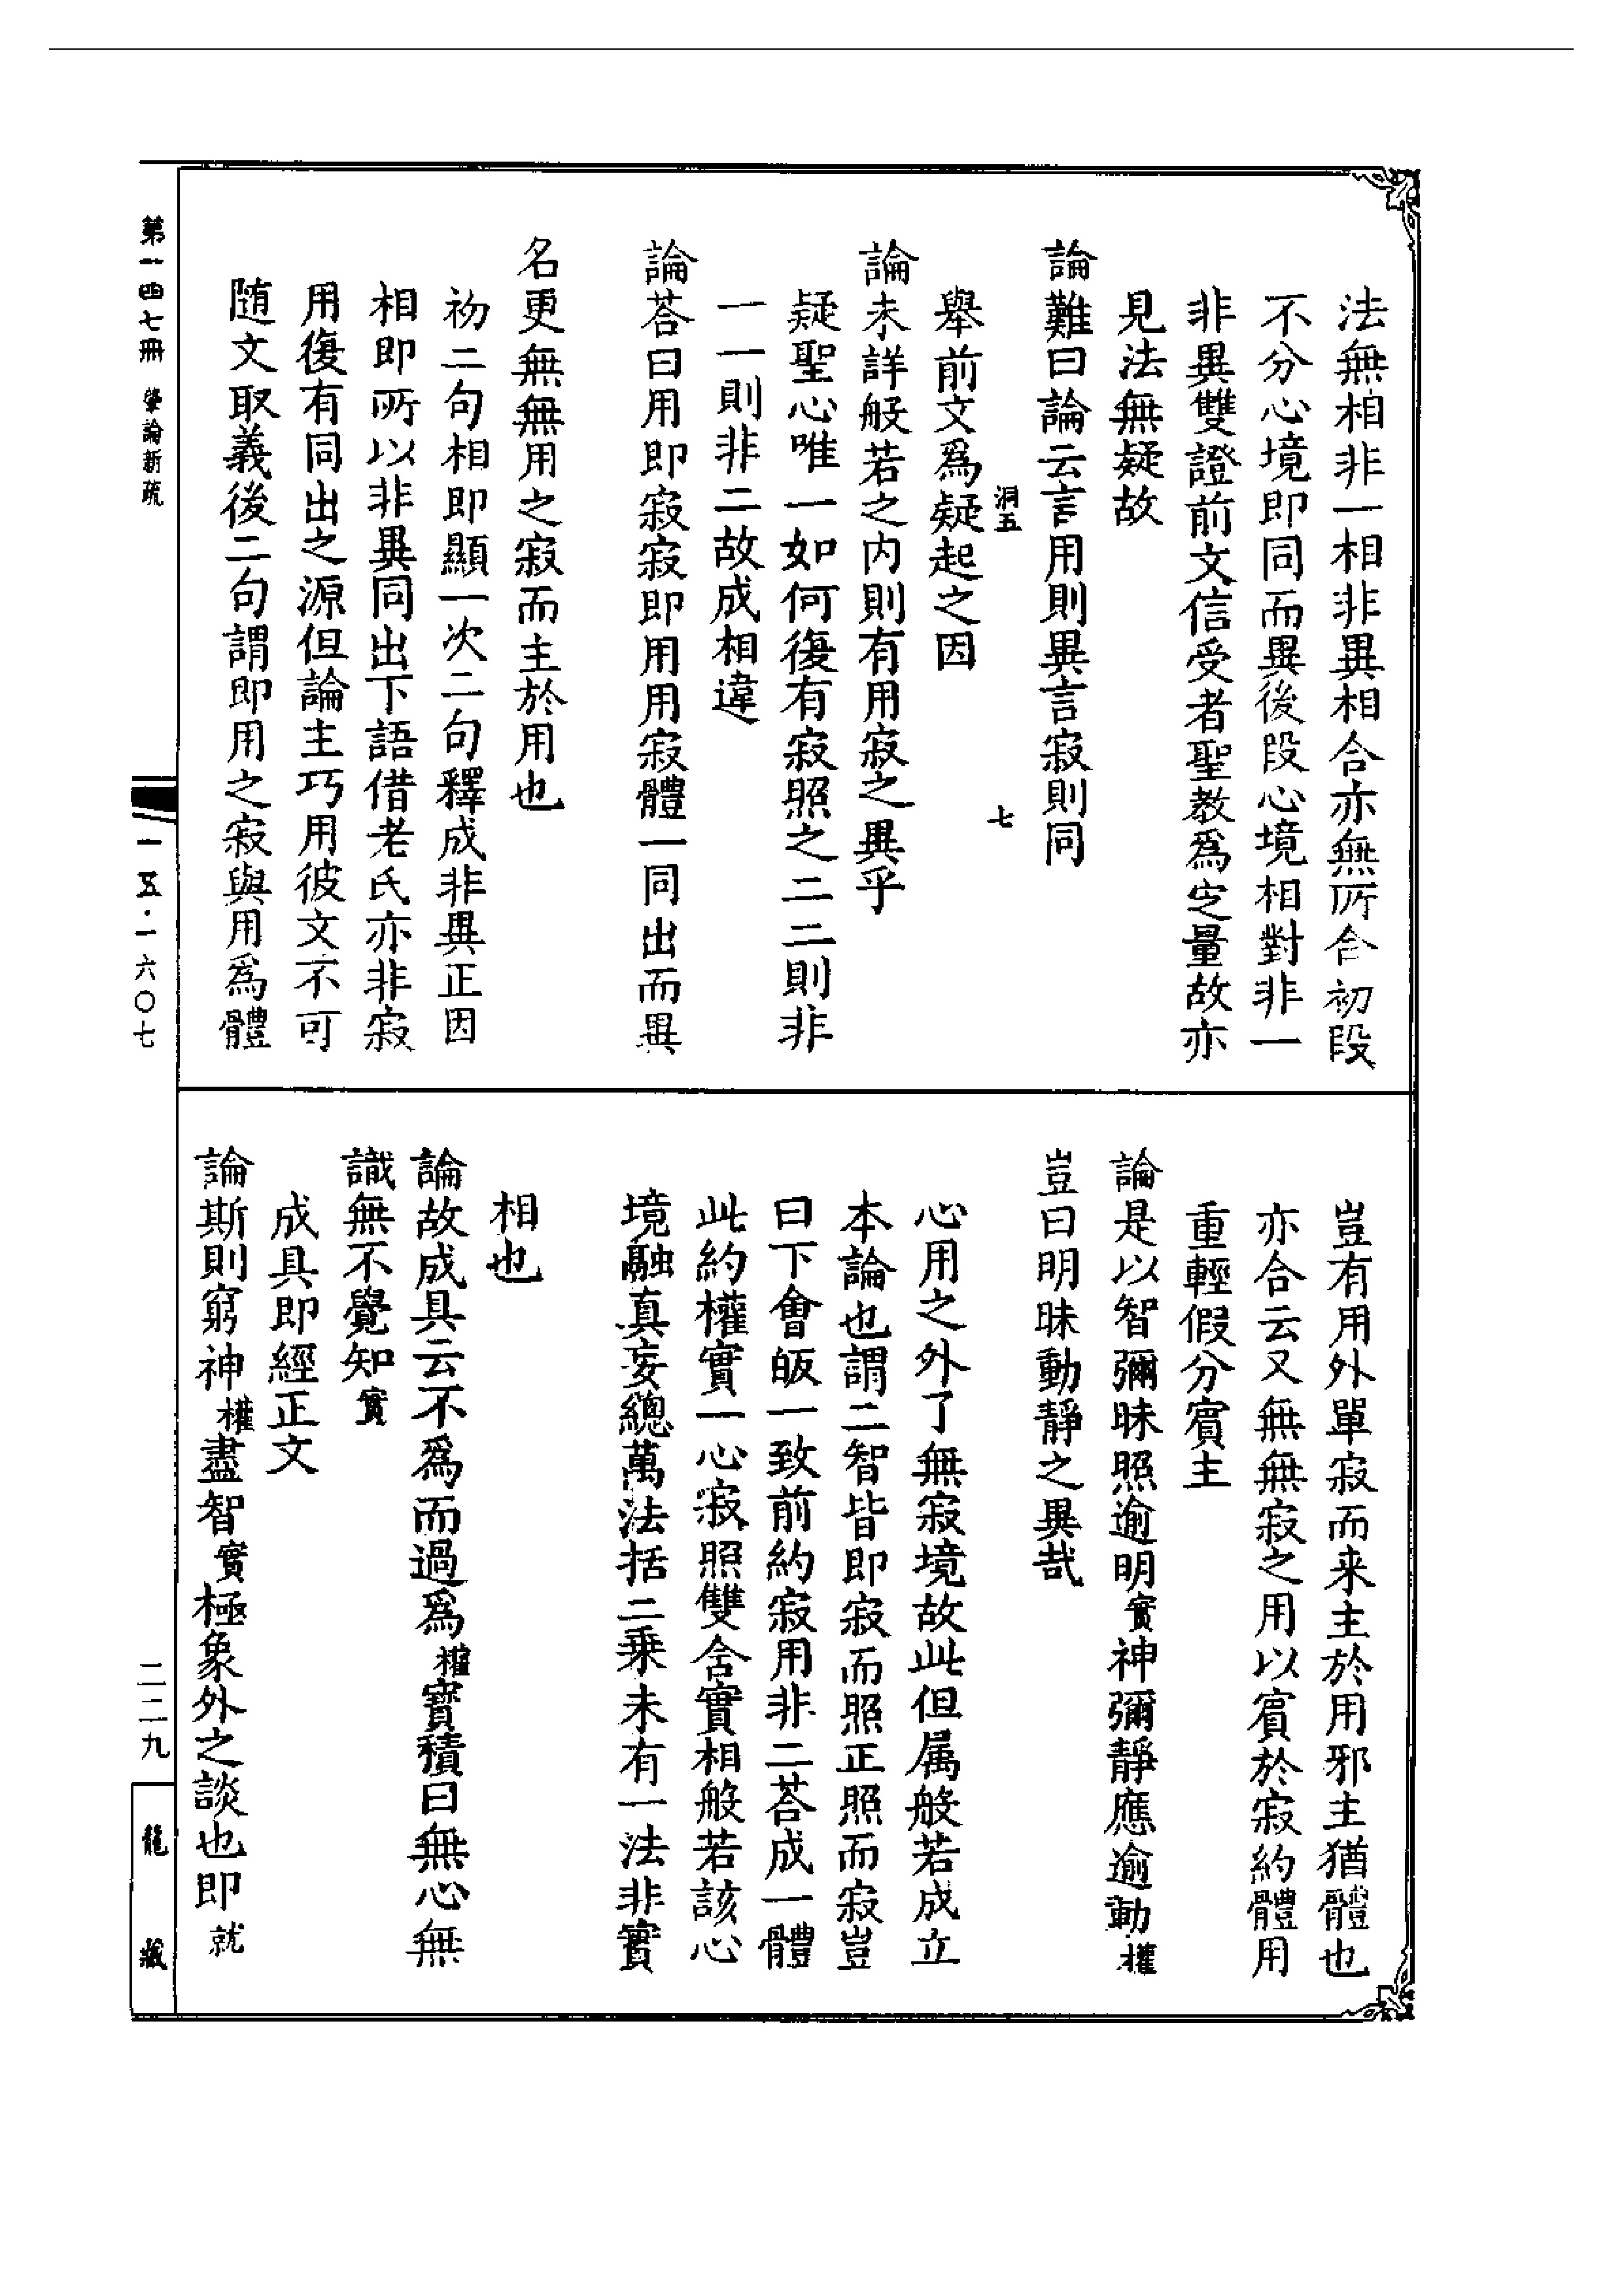 法無相非一相非異相合亦無所合初段
不分心境即同而異後段心境相對非一
非異雙證前文信受者聖教為定量故亦
見法無疑故
論難曰論云言用則異言寂則同
洞五　七
舉前文為疑起之因
論未詳般若之內則有用寂之異乎
疑聖心唯一如何復有寂照之二二則非
一一則非二故成相違
論荅曰用即寂寂即用用寂體一同出而異
名更無無用之寂而主於用也
初二句相即顯一次二句釋成非異正因
相即所以非異同出下語借老氏亦非寂
用復有同出之源但論主巧用彼文不可
随文取義後二句謂即用之寂與用為體
豈有用外單寂而来主於用邪主猶體也
亦合云又無無寂之用以賓於寂約體用
重輕假分賓主
論是以智彌昧照逾明實神彌靜應逾動權
豈曰明昧動靜之異哉
心用之外了無寂境故此但属般若成立
本論也謂二智皆即寂而照正照而寂豈
曰下會皈一致前約寂用非二荅成一體
此約權實一心寂照雙舍實相般若該心
境融真妄總萬法括二乗未有一法非實
相也
論故成具云不為而過為權寶積曰無心無
識無不覺知實
成具即經正文
論斯則窮神權盡智實極象外之談也即就
第一四七冊　肇論新疏
一五·一六〇七
二二九
龍藏